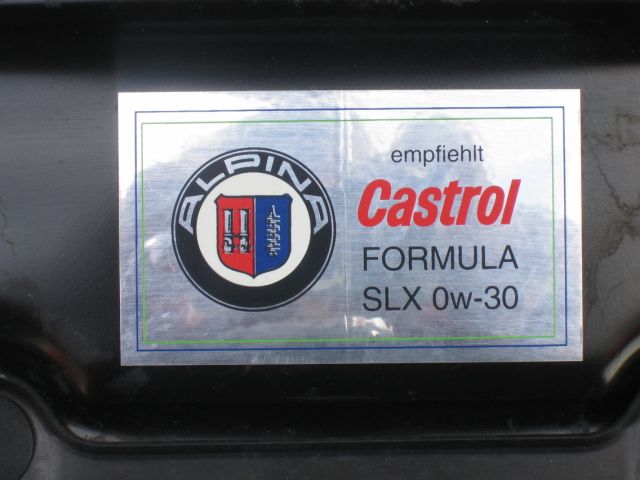 ALPINA
empfiehlt
Castrol
FORMULA
SLX 0w-30